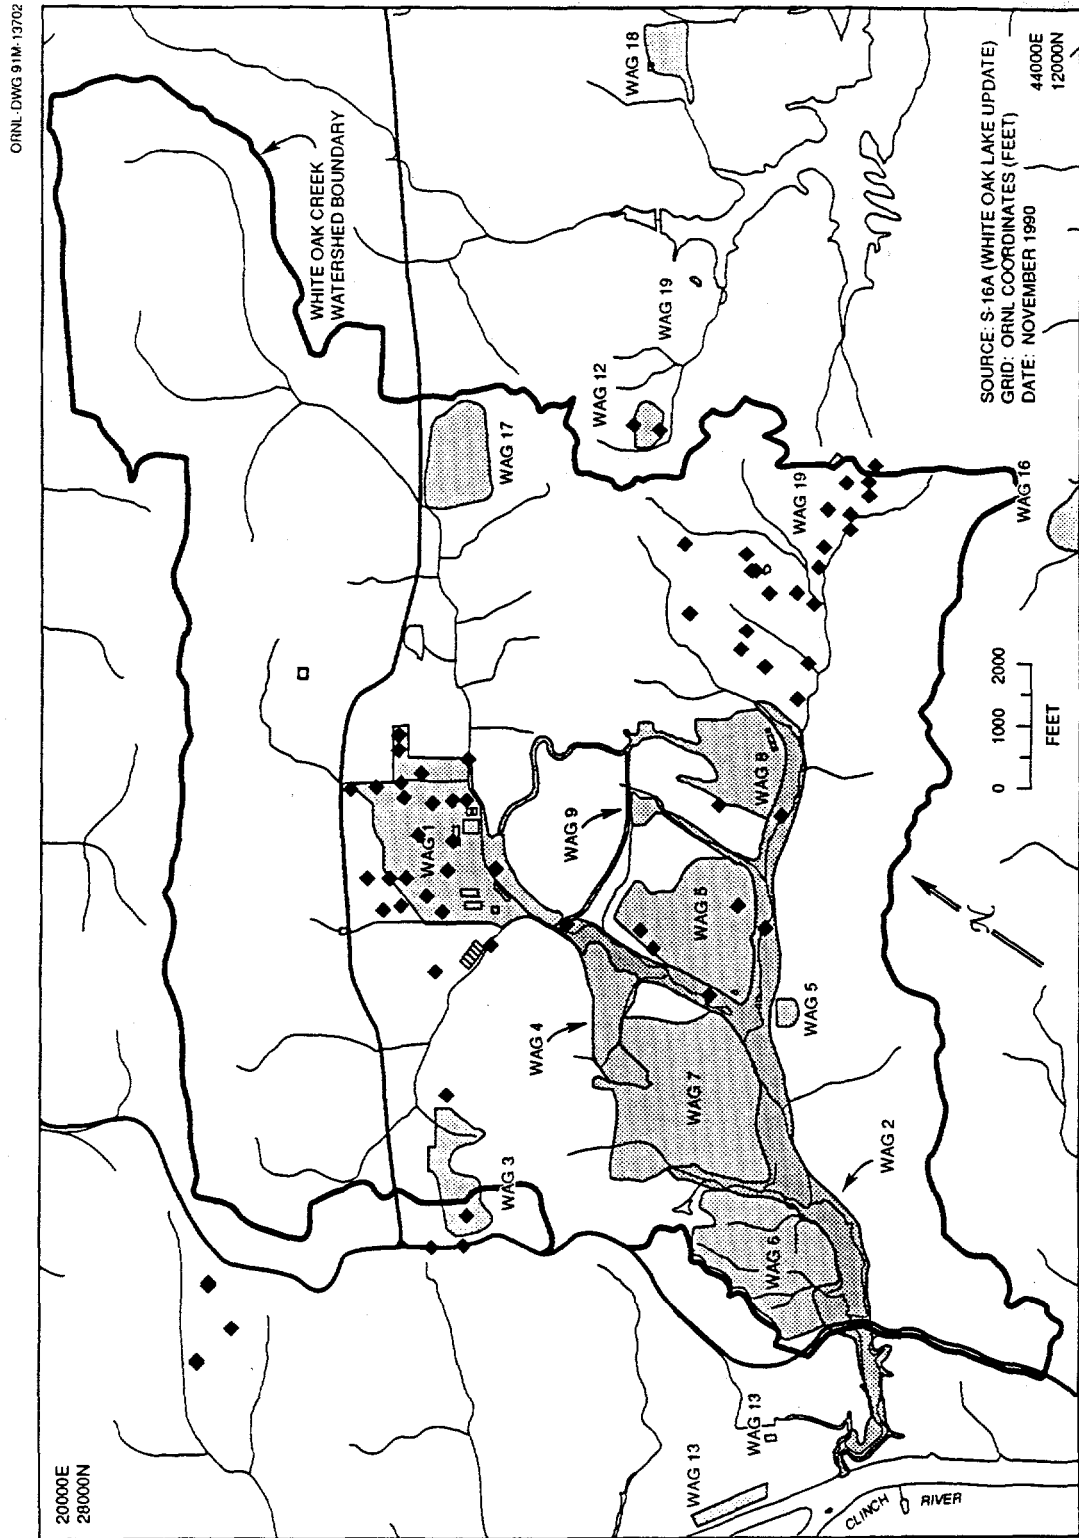 ORNL-DWG 91M-13702
20000E
28000N
WHITE OAK CREEK
WATERSHED BOUNDARY
WAG 18
WAG 17
WAG 12
WAG 19
WAG 1
WAG 3
WAG 4
WAG 9
WAG 19
WAG 8
WAG 5
WAG 7
WAG 5
WAG 6
WAG 2
WAG 13
WAG 13
WAG 16
CLINCH RIVER
N
0 1000 2000
FEET
SOURCE: S-16A (WHITE OAK LAKE UPDATE)
GRID: ORNL COORDINATES (FEET)
DATE: NOVEMBER 1990
44000E
12000N